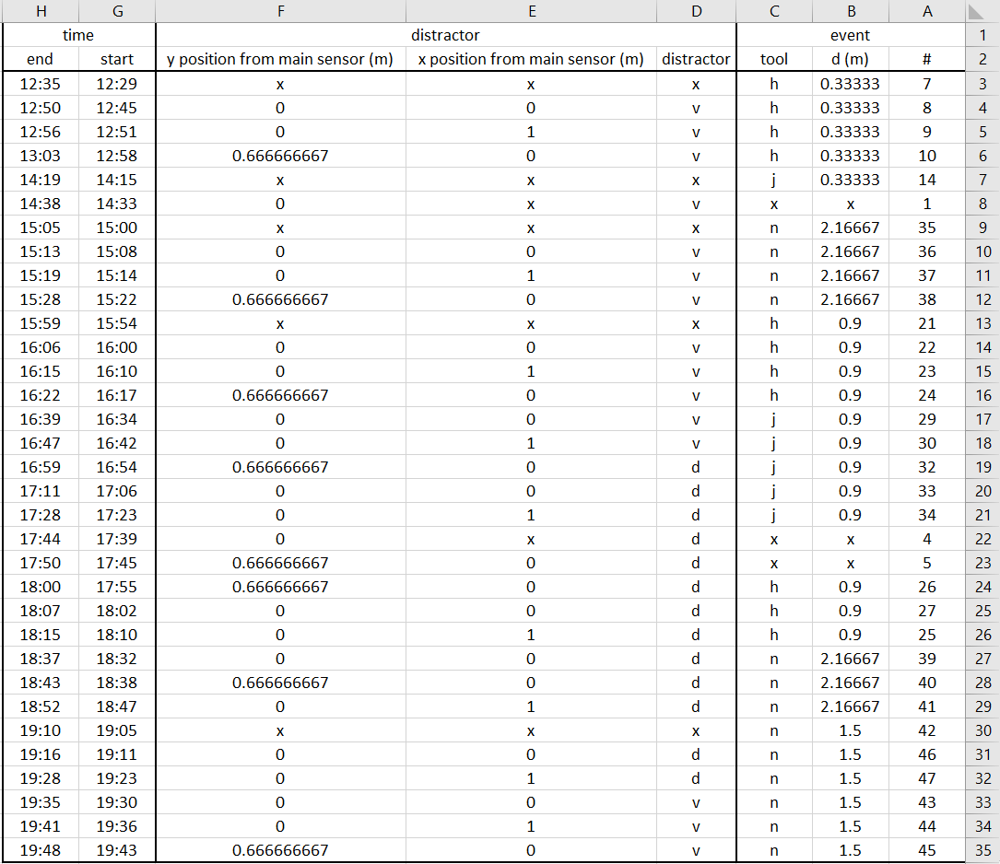 H G F E D C B A
time distractor event 1
end start y position from main sensor (m) x position from main sensor (m) distractor tool d (m) # 2
12:35 12:29 x x x h 0.33333 7 3
12:50 12:45 0 0 v h 0.33333 8 4
12:56 12:51 0 1 v h 0.33333 9 5
13:03 12:58 0.666666667 0 v h 0.33333 10 6
14:19 14:15 x x x j 0.33333 14 7
14:38 14:33 0 x v x x 1 8
15:05 15:00 x x x n 2.16667 35 9
15:13 15:08 0 0 v n 2.16667 36 10
15:19 15:14 0 1 v n 2.16667 37 11
15:28 15:22 0.666666667 0 v n 2.16667 38 12
15:59 15:54 x x x h 0.9 21 13
16:06 16:00 0 0 v h 0.9 22 14
16:15 16:10 0 1 v h 0.9 23 15
16:22 16:17 0.666666667 0 v h 0.9 24 16
16:39 16:34 0 0 v j 0.9 29 17
16:47 16:42 0 1 v j 0.9 30 18
16:59 16:54 0.666666667 0 d j 0.9 32 19
17:11 17:06 0 0 d j 0.9 33 20
17:28 17:23 0 1 d j 0.9 34 21
17:44 17:39 0 x d x x 4 22
17:50 17:45 0.666666667 0 d x x 5 23
18:00 17:55 0.666666667 0 d h 0.9 26 24
18:07 18:02 0 0 d h 0.9 27 25
18:15 18:10 0 1 d h 0.9 25 26
18:37 18:32 0 0 d n 2.16667 39 27
18:43 18:38 0.666666667 0 d n 2.16667 40 28
18:52 18:47 0 1 d n 2.16667 41 29
19:10 19:05 x x x n 1.5 42 30
19:16 19:11 0 0 d n 1.5 46 31
19:28 19:23 0 1 d n 1.5 47 32
19:35 19:30 0 0 v n 1.5 43 33
19:41 19:36 0 1 v n 1.5 44 34
19:48 19:43 0.666666667 0 v n 1.5 45 35